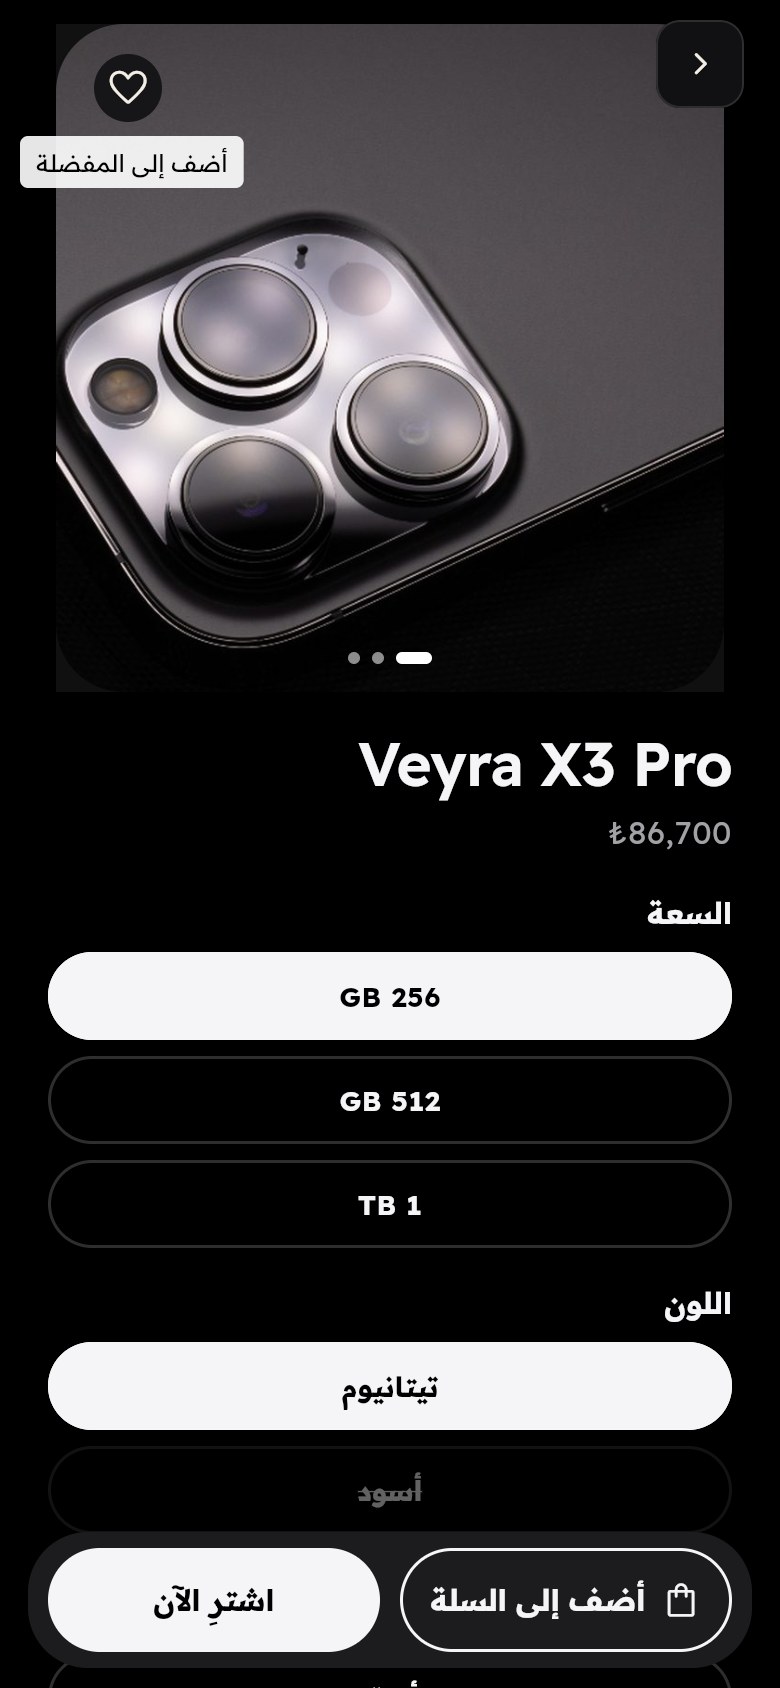 أضف إلى المفضلة
Veyra X3 Pro
₺86,700
السعة
GB 256
GB 512
TB 1
اللون
تيتانيوم
أسود
أضف إلى السلة
اشترِ الآن